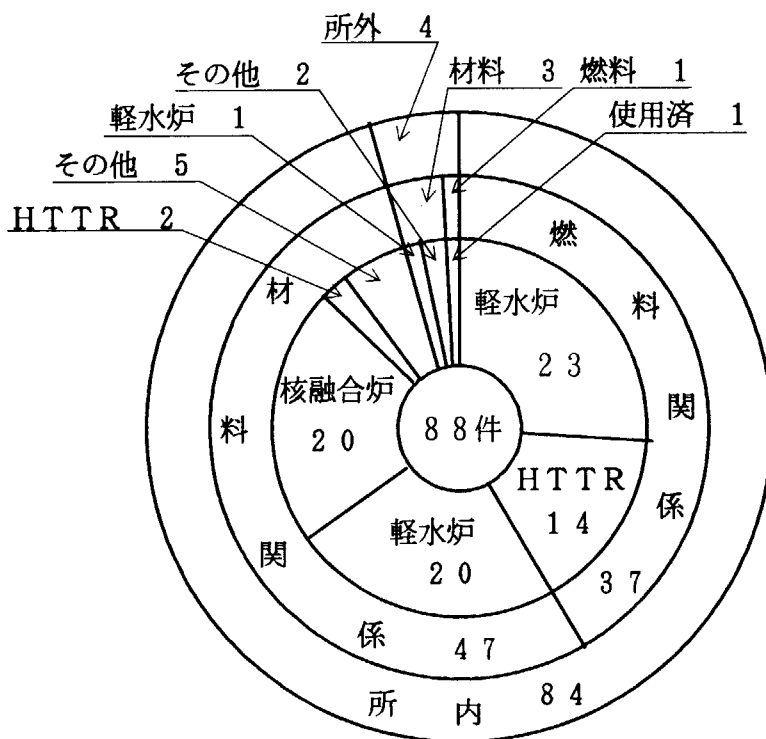 所外 4
その他 2
材料 3
燃料 1
軽水炉 1
使用済 1
その他 5
HTTR 2
燃料関係
37
軽水炉
23
HTTR
14
材料関係
47
核融合炉
20
軽水炉
20
88件
所内
84